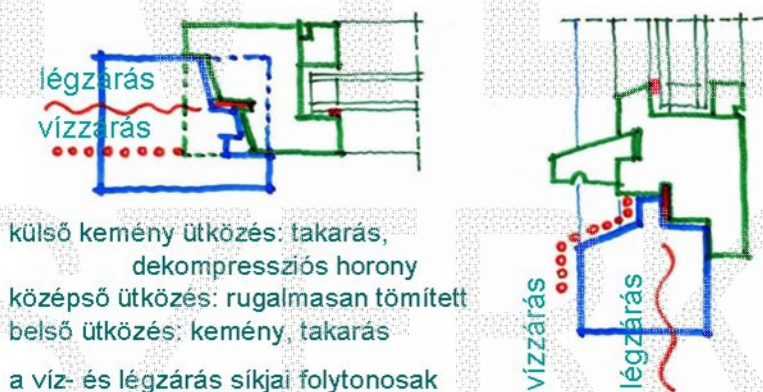 légzárás
vízzárás
külső kemény ütközés: takarás,
dekompressziós horony
középső ütközés: rugalmasan tömített
belső ütközés: kemény, takarás
a víz- és légzárás síkjai folytonosak
vízzárás
légzárás